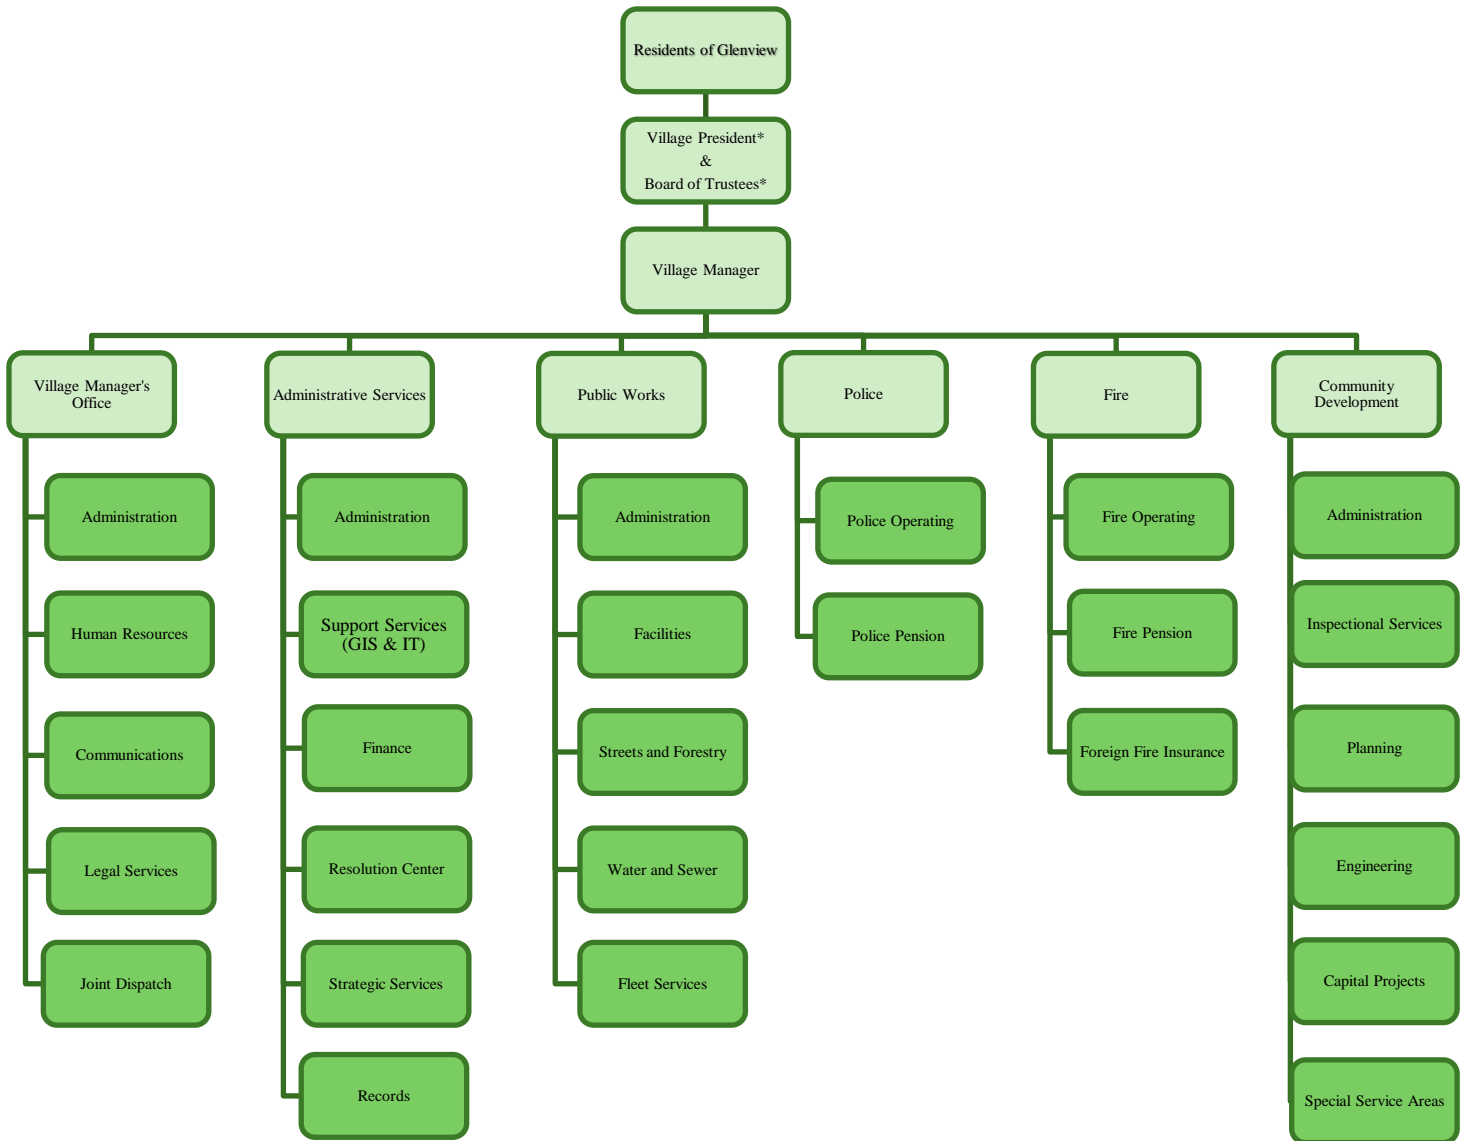 Residents of Glenview
Village President*
&
Board of Trustees*
Village Manager
Village Manager's
Office
Administrative Services
Public Works
Police
Fire
Community
Development
Administration
Human Resources
Communications
Legal Services
Joint Dispatch
Administration
Support Services
(GIS & IT)
Finance
Resolution Center
Strategic Services
Records
Administration
Facilities
Streets and Forestry
Water and Sewer
Fleet Services
Police Operating
Police Pension
Fire Operating
Fire Pension
Foreign Fire Insurance
Administration
Inspectional Services
Planning
Engineering
Capital Projects
Special Service Areas